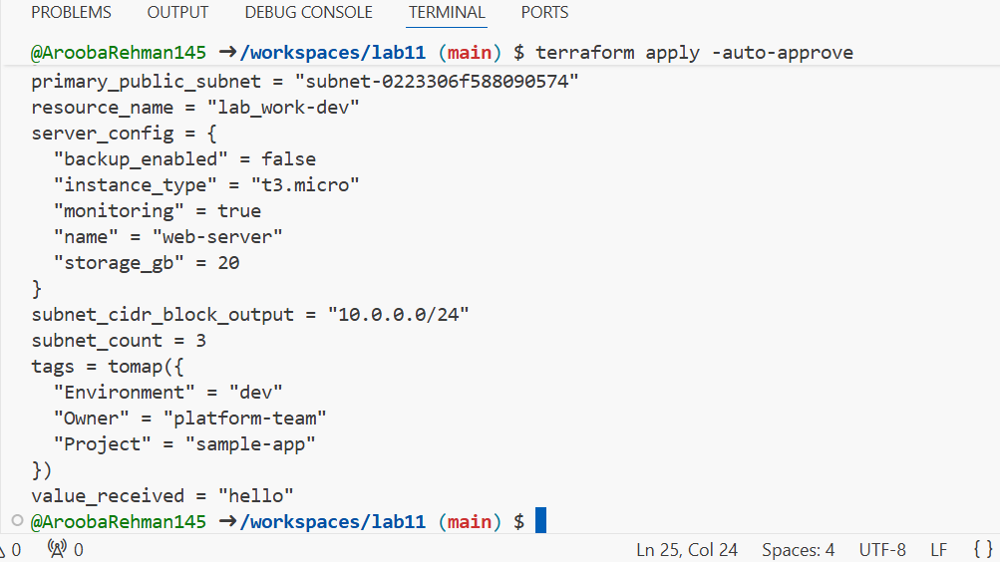 PROBLEMS OUTPUT DEBUG CONSOLE TERMINAL PORTS
@AroobaRehman145 ➜/workspaces/lab11 (main) $ terraform apply -auto-approve
primary_public_subnet = "subnet-0223306f588090574"
resource_name = "lab_work-dev"
server_config = {
  "backup_enabled" = false
  "instance_type" = "t3.micro"
  "monitoring" = true
  "name" = "web-server"
  "storage_gb" = 20
}
subnet_cidr_block_output = "10.0.0.0/24"
subnet_count = 3
tags = tomap({
  "Environment" = "dev"
  "Owner" = "platform-team"
  "Project" = "sample-app"
})
value_received = "hello"
@AroobaRehman145 ➜/workspaces/lab11 (main) $
0 0 Ln 25, Col 24 Spaces: 4 UTF-8 LF { }